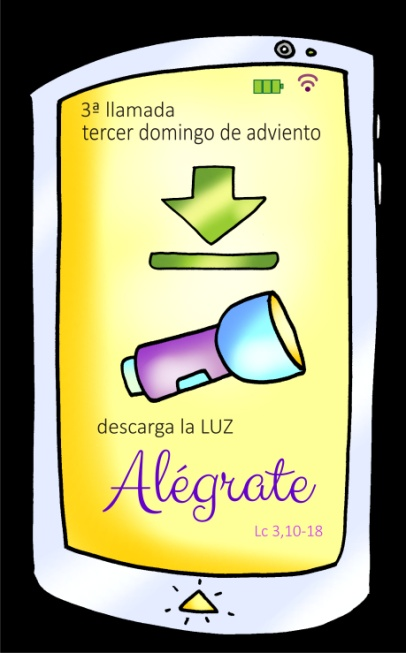 3ª llamada
tercer domingo de adviento
descarga la LUZ
Alégrate
Lc 3,10-18